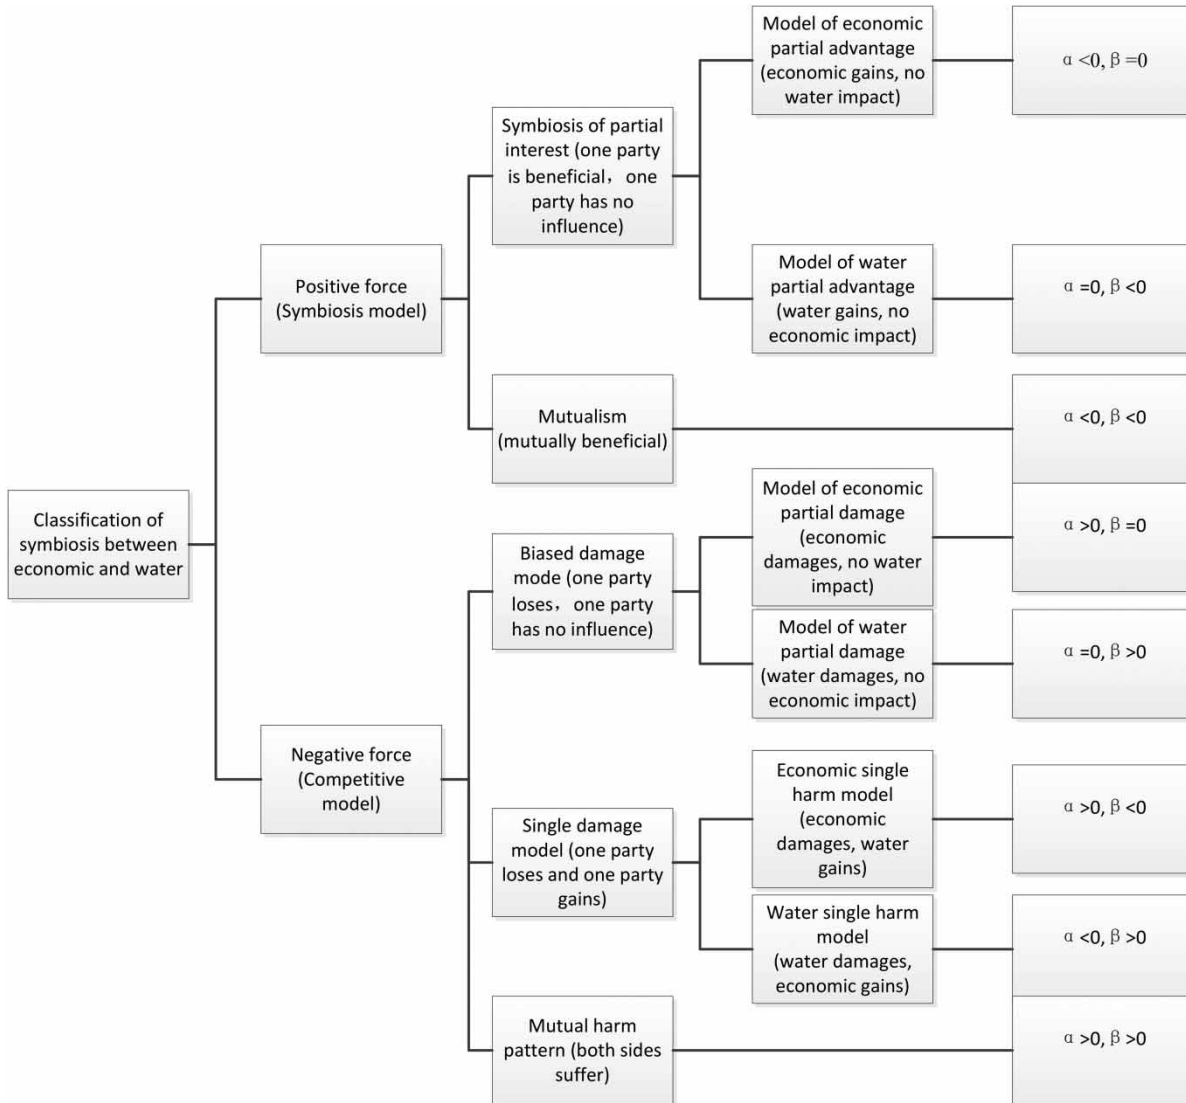 Model of economic
partial advantage
(economic gains, no
water impact)
α <0, β =0
Symbiosis of partial
interest (one party
is beneficial，one
party has no
influence)
Positive force
(Symbiosis model)
Model of water
partial advantage
(water gains, no
economic impact)
α =0, β <0
Mutualism
(mutually beneficial)
α <0, β <0
Classification of
symbiosis between
economic and water
Model of economic
partial damage
(economic
damages, no water
impact)
α >0, β =0
Biased damage
mode (one party
loses，one party
has no influence)
Model of water
partial damage
(water damages, no
economic impact)
α =0, β >0
Negative force
(Competitive
model)
Economic single
harm model
(economic
damages, water
gains)
α >0, β <0
Single damage
model (one party
loses and one party
gains)
Water single harm
model
(water damages,
economic gains)
α <0, β >0
Mutual harm
pattern (both sides
suffer)
α >0, β >0